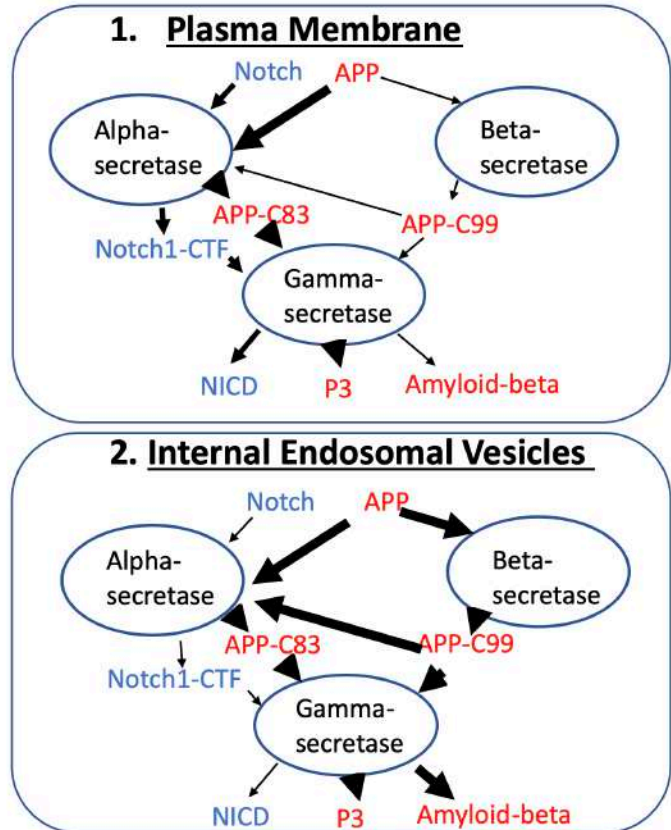 1. Plasma Membrane
Notch APP
Alpha-
secretase
Beta-
secretase
APP-C83
APP-C99
Notch1-CTF
Gamma-
secretase
NICD P3 Amyloid-beta
2. Internal Endosomal Vesicles
Notch APP
Alpha-
secretase
Beta-
secretase
APP-C83 APP-C99
Notch1-CTF
Gamma-
secretase
NICD P3 Amyloid-beta